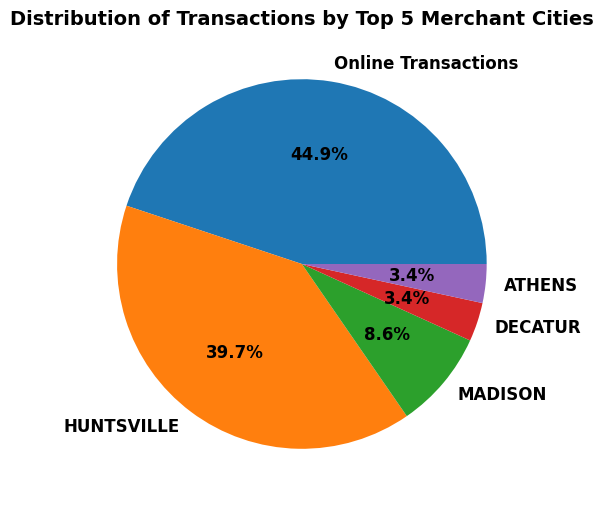 Distribution of Transactions by Top 5 Merchant Cities
Online Transactions
44.9%
3.4%
ATHENS
3.4%
DECATUR
8.6%
MADISON
39.7%
HUNTSVILLE